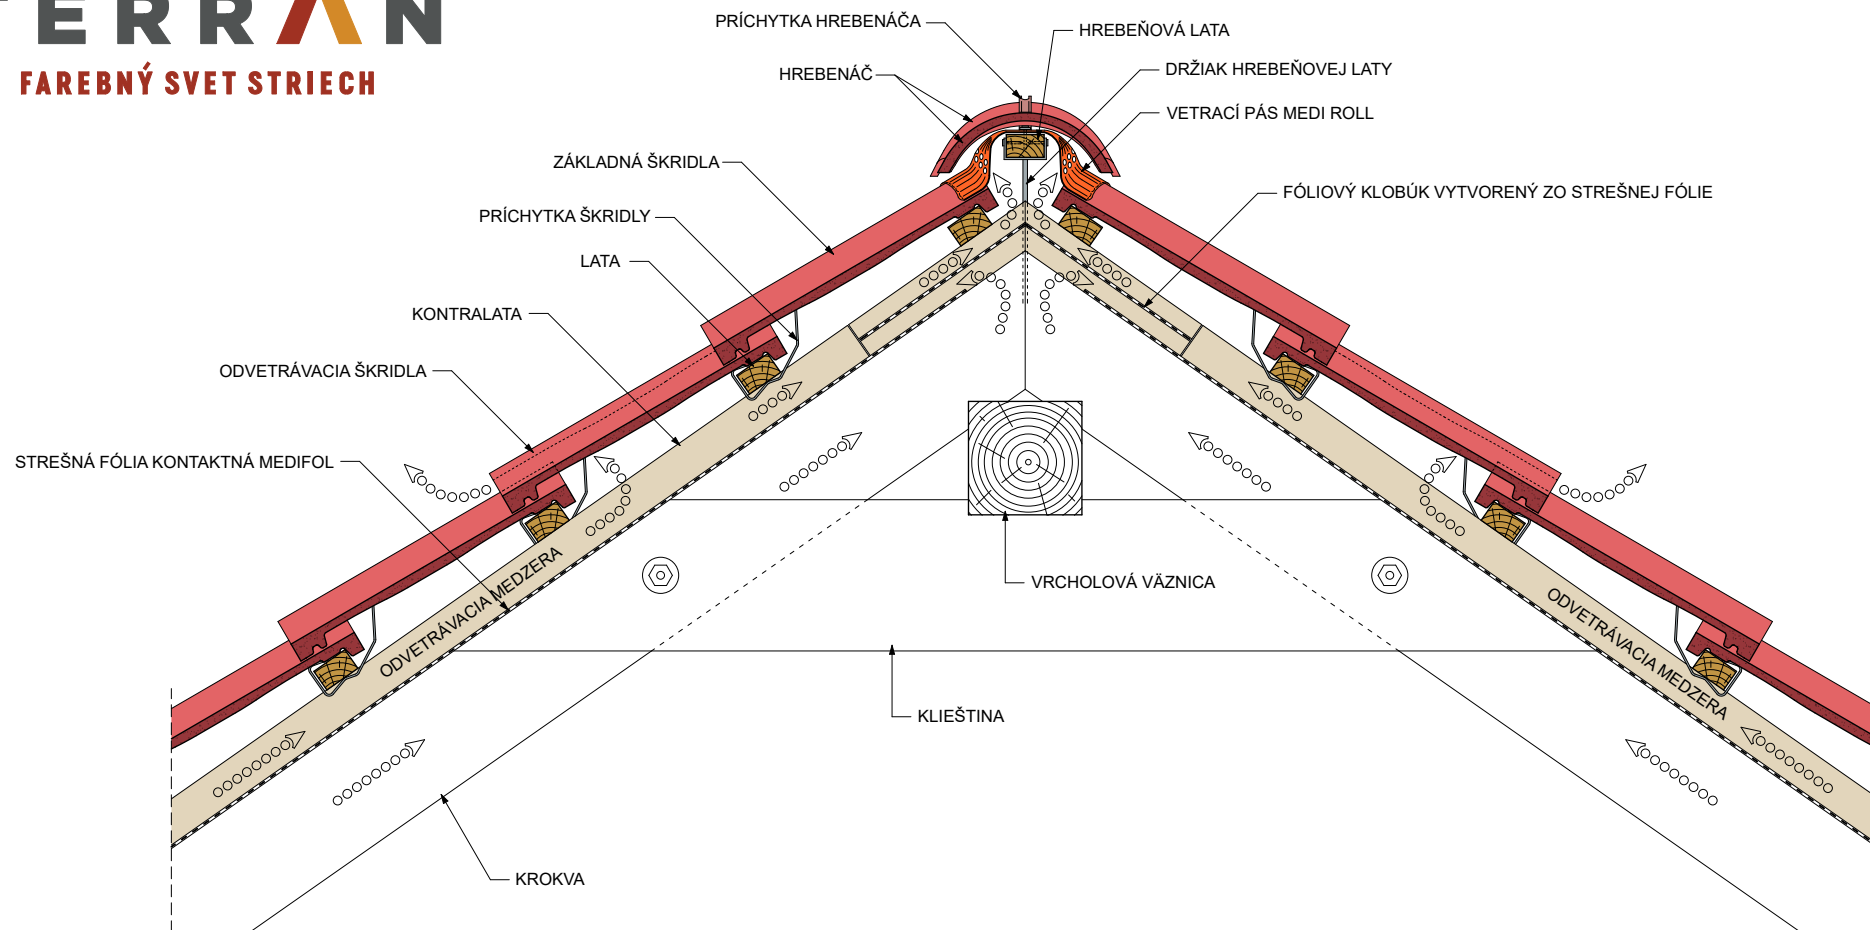 TERRAN
FAREBNÝ SVET STRIECH
PRÍCHYTKA HREBENÁČA
HREBEŇOVÁ LATA
HREBENÁČ
DRŽIAK HREBEŇOVEJ LATY
VETRACÍ PÁS MEDI ROLL
ZÁKLADNÁ ŠKRIDLA
FÓLIOVÝ KLOBÚK VYTVORENÝ ZO STREŠNEJ FÓLIE
PRÍCHYTKA ŠKRIDLY
LATA
KONTRALATA
ODVETRÁVACIA ŠKRIDLA
STREŠNÁ FÓLIA KONTAKTNÁ MEDIFOL
ODVETRÁVACIA MEDZERA
VRCHOLOVÁ VÄZNICA
ODVETRÁVACIA MEDZERA
KLIEŠTINA
KROKVA